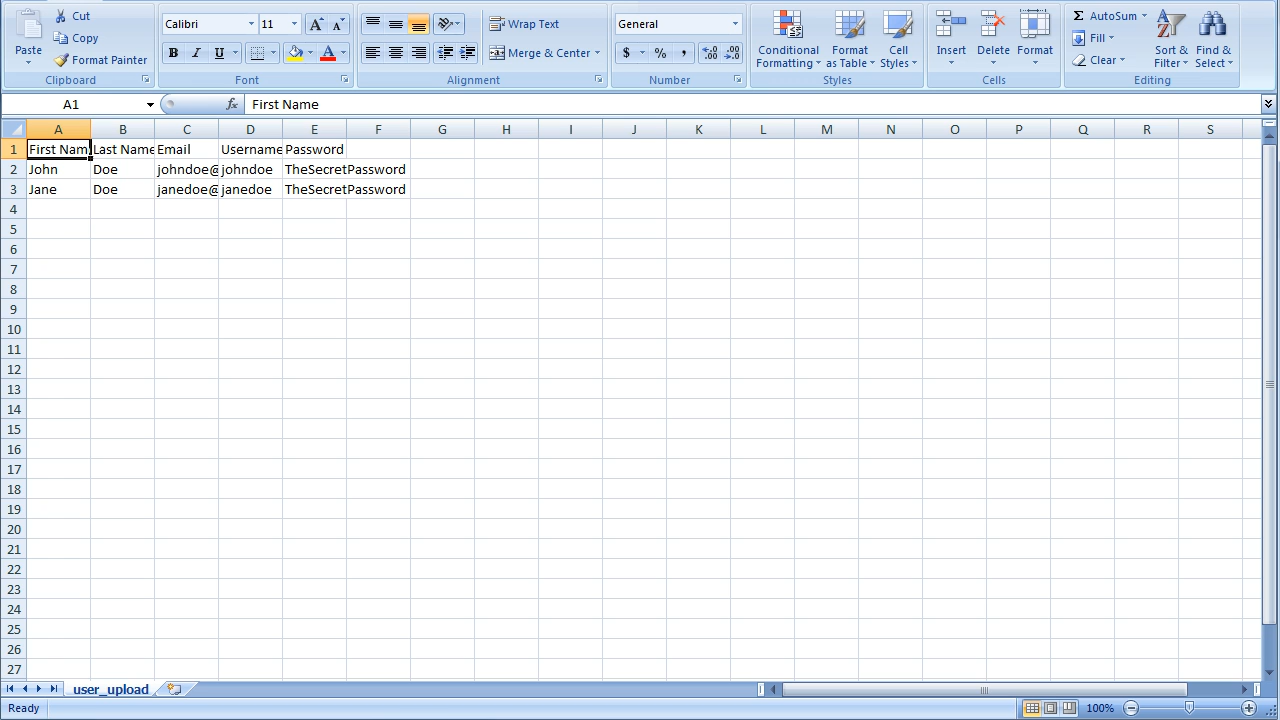 Cut
Copy
Format Painter
Paste
Clipboard
Calibri 11 A A
B I U A
Font
Wrap Text
Merge & Center
Alignment
General
$ % , .0 .00 .00 .0
Number
Conditional Formatting
Format as Table
Cell Styles
Styles
Insert Delete Format
Cells
Σ AutoSum
Fill
Clear
Sort & Filter
Find & Select
Editing
A1 fx First Name
A B C D E F G H I J K L M N O P Q R S
1 First Nam Last Name Email Username Password
2 John Doe johndoe@ johndoe TheSecretPassword
3 Jane Doe janedoe@ janedoe TheSecretPassword
4
5
6
7
8
9
10
11
12
13
14
15
16
17
18
19
20
21
22
23
24
25
26
27
user_upload
Ready 100%